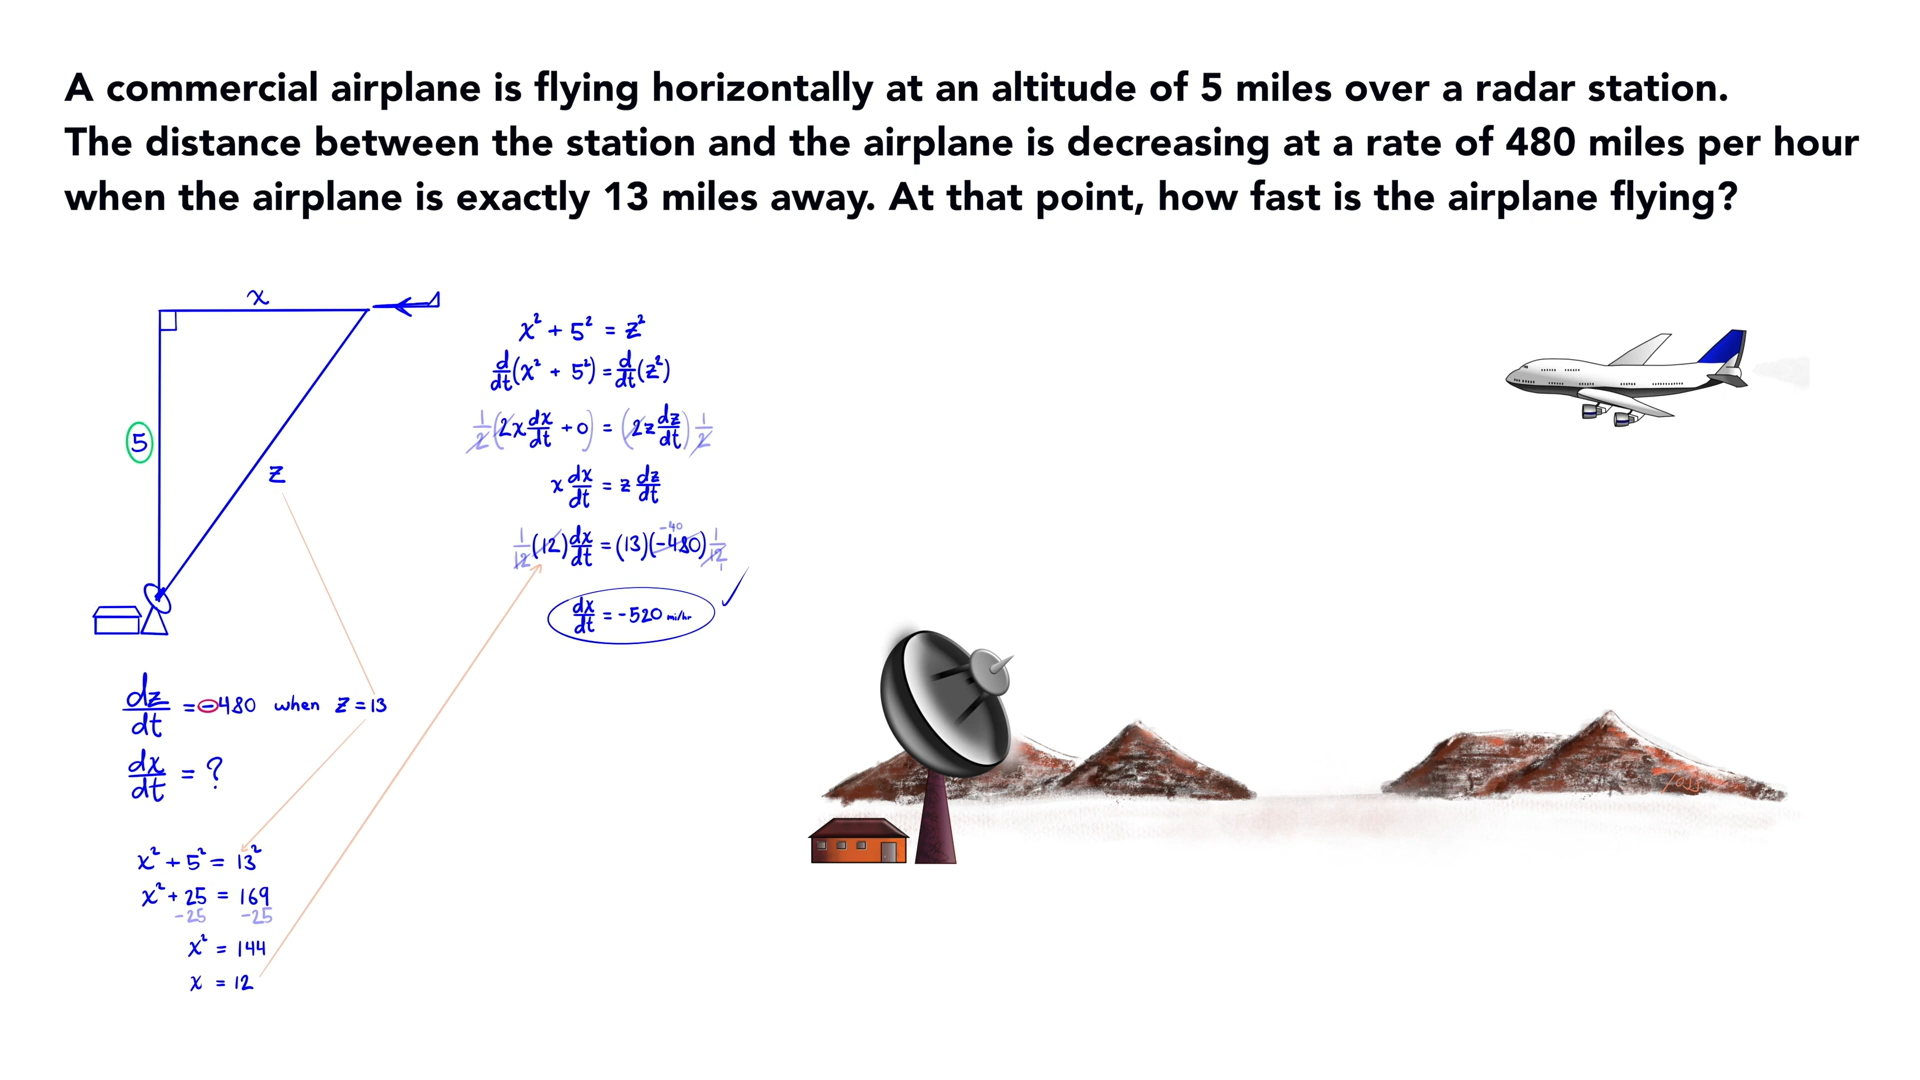 A commercial airplane is flying horizontally at an altitude of 5 miles over a radar station.
The distance between the station and the airplane is decreasing at a rate of 480 miles per hour
when the airplane is exactly 13 miles away. At that point, how fast is the airplane flying?
x
5
z
dz/dt = -480 when z = 13
dx/dt = ?
x² + 5² = 13²
x² + 25 = 169
-25 -25
x² = 144
x = 12
x² + 5² = z²
d/dt(x² + 5²) = d/dt(z²)
1/2(2x dx/dt + 0) = (2z dz/dt) 1/2
x dx/dt = z dz/dt
-40
1/12(12) dx/dt = (13)(-480) 1/12
1
dx/dt = -520 mi/hr ✓